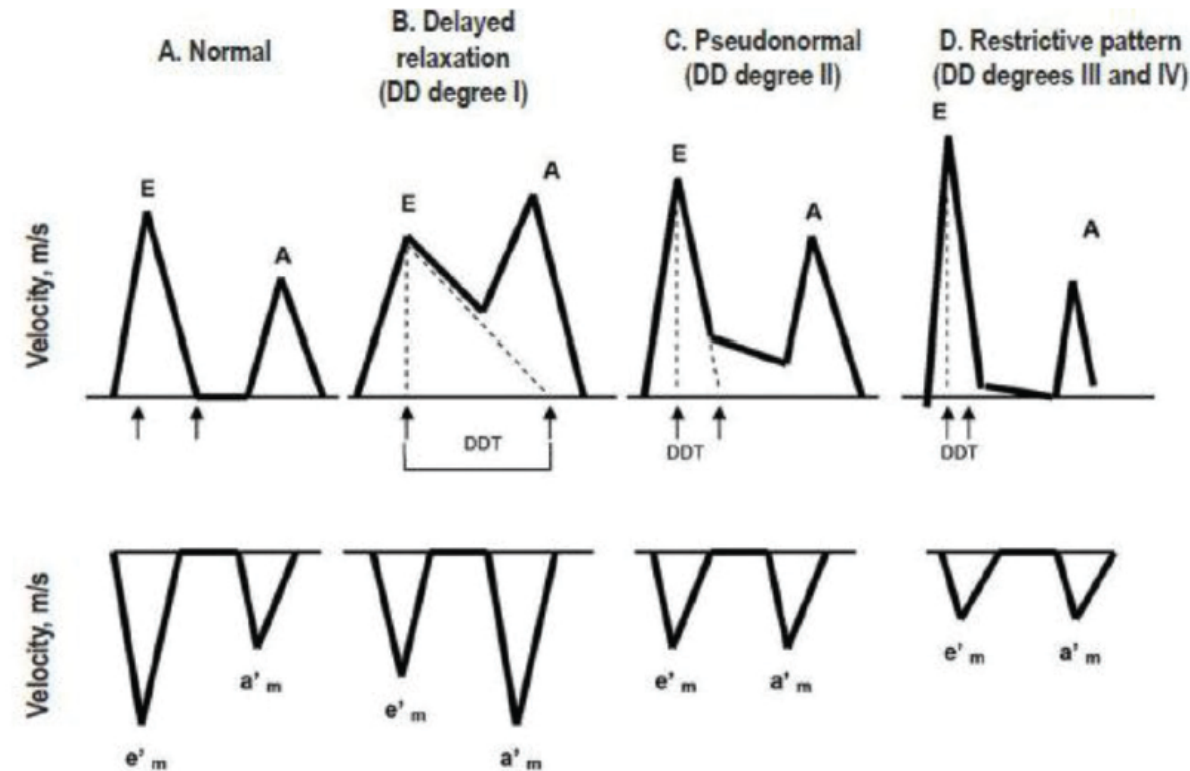 A. Normal
B. Delayed
relaxation
(DD degree I)
C. Pseudonormal
(DD degree II)
D. Restrictive pattern
(DD degrees III and IV)
Velocity, m/s
E
A
E
A
E
A
E
A
DDT
DDT
DDT
Velocity, m/s
e' m
a' m
e' m
a' m
e' m
a' m
e' m
a' m